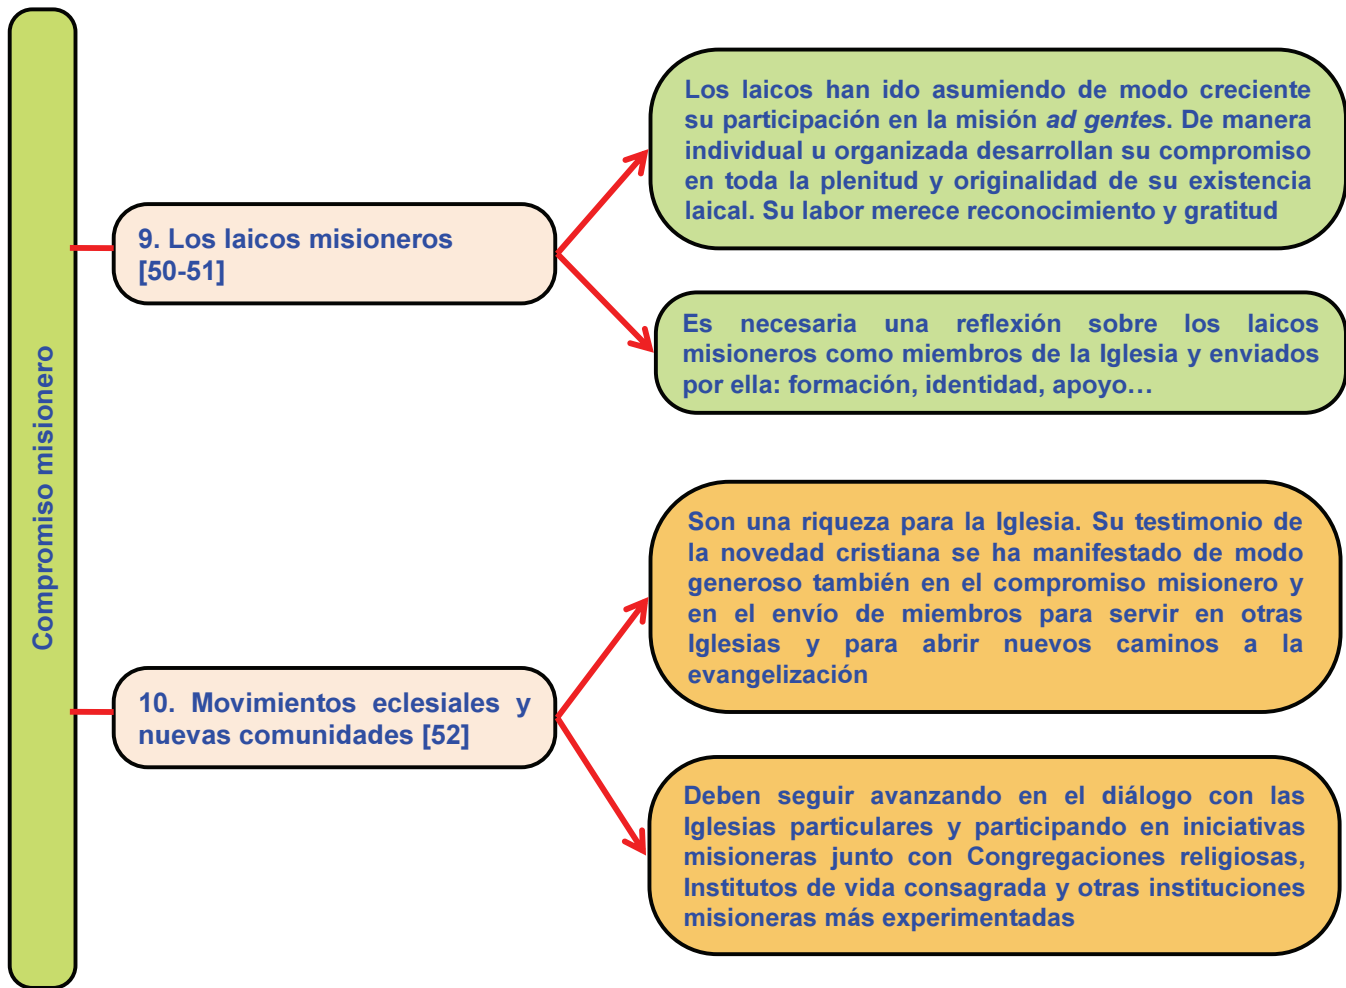 Compromiso misionero
9. Los laicos misioneros
[50-51]
Los laicos han ido asumiendo de modo creciente
su participación en la misión ad gentes. De manera
individual u organizada desarrollan su compromiso
en toda la plenitud y originalidad de su existencia
laical. Su labor merece reconocimiento y gratitud
Es necesaria una reflexión sobre los laicos
misioneros como miembros de la Iglesia y enviados
por ella: formación, identidad, apoyo…
10. Movimientos eclesiales y
nuevas comunidades [52]
Son una riqueza para la Iglesia. Su testimonio de
la novedad cristiana se ha manifestado de modo
generoso también en el compromiso misionero y
en el envío de miembros para servir en otras
Iglesias y para abrir nuevos caminos a la
evangelización
Deben seguir avanzando en el diálogo con las
Iglesias particulares y participando en iniciativas
misioneras junto con Congregaciones religiosas,
Institutos de vida consagrada y otras instituciones
misioneras más experimentadas